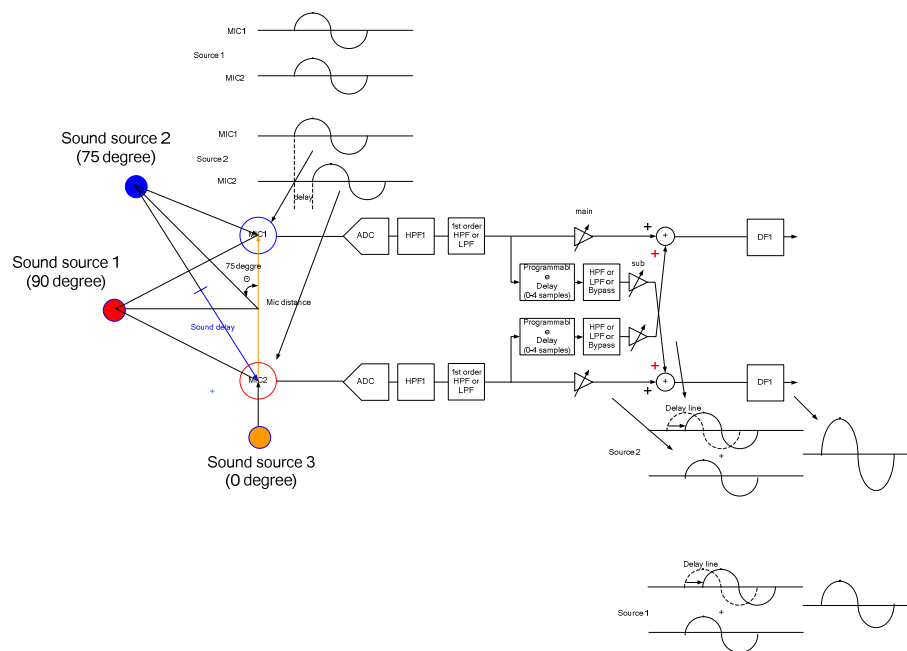 MIC1
Source 1
MIC2
MIC1
Source 2
MIC2
delay
Sound source 2
(75 degree)
Sound source 1
(90 degree)
MIC1
75 deggre
Θ
Mic distance
Sound delay
+
MIC2
Sound source 3
(0 degree)
ADC
HPF1
1st order
HPF or
LPF
main
+
+
+
DF1
Programmabl
e
Delay
(0-4 samples)
HPF or
LPF or
Bypass
sub
Programmabl
e
Delay
(0-4 samples)
HPF or
LPF or
Bypass
ADC
HPF1
1st order
HPF or
LPF
+
+
+
DF1
Delay line
Source 2
+
Delay line
Source 1
+